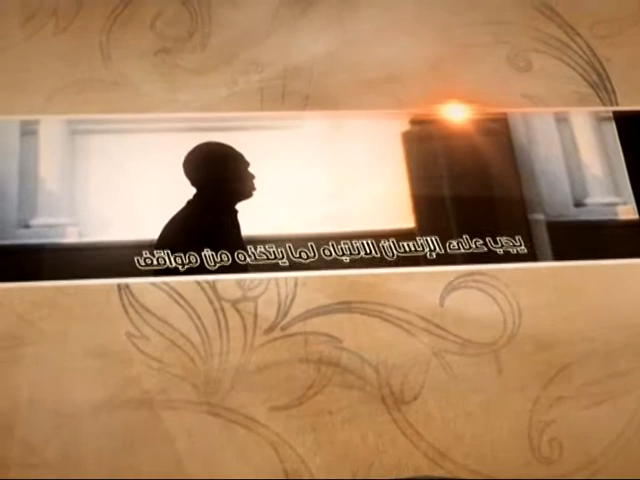 يجب على الإنسان الانتباه لما يتخذه من مواقف